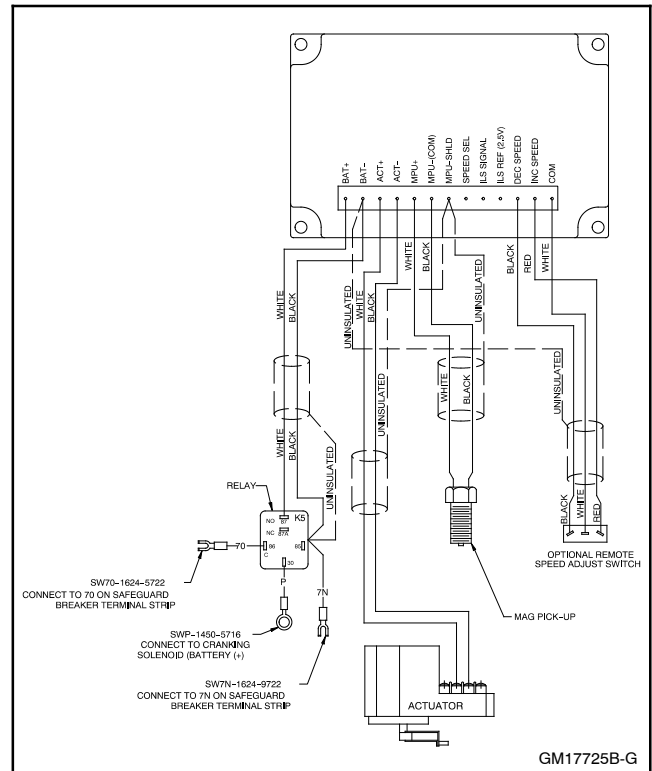 BAT+
BAT-
ACT+
ACT-
MPU+
MPU-(COM)
MPU-SHLD
SPEED SEL
ILS SIGNAL
ILS REF (2.5V)
DEC SPEED
INC SPEED
COM
WHITE
BLACK
BLACK
RED
WHITE
WHITE
BLACK
UNINSULATED
WHITE
BLACK
UNINSULATED
UNINSULATED
WHITE
BLACK
UNINSULATED
WHITE
BLACK
UNINSULATED
UNINSULATED
BLACK
WHITE
RED
RELAY
K5
NO
87
NC
87A
86
85
C
30
70
P
7N
OPTIONAL REMOTE
SPEED ADJUST SWITCH
SW70-1624-5722
CONNECT TO 70 ON SAFEGUARD
BREAKER TERMINAL STRIP
MAG PICK-UP
SWP-1450-5716
CONNECT TO CRANKING
SOLENOID (BATTERY (+)
SW7N-1624-9722
CONNECT TO 7N ON SAFEGUARD
BREAKER TERMINAL STRIP
ACTUATOR
GM17725B-G